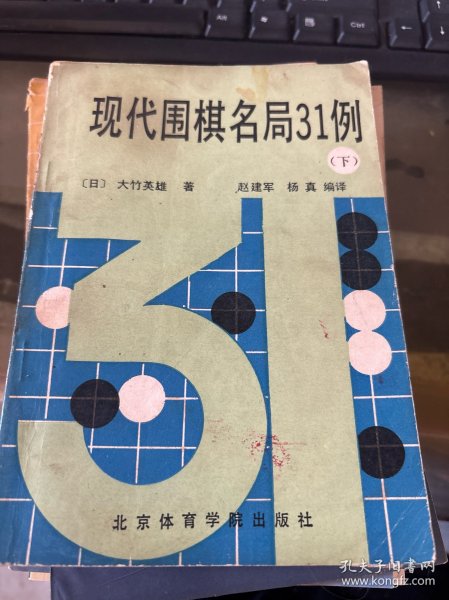 现代围棋名局31例
(下)
〔日〕 大竹英雄 著 赵建军 杨真 编译
31
北京体育学院出版社
孔夫子旧书网
www.kongfz.com